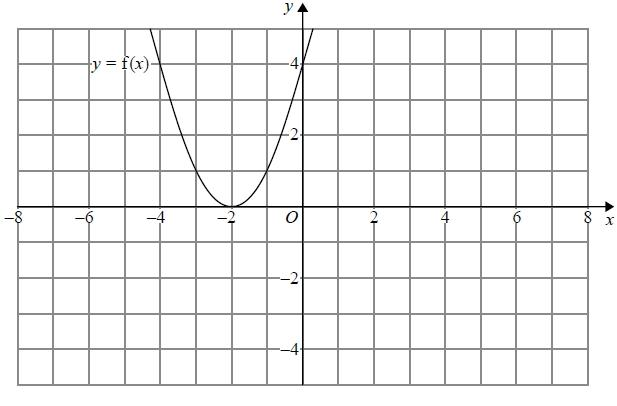 y
y = f(x)
4
2
–8 –6 –4 –2 O 2 4 6 8 x
–2
–4